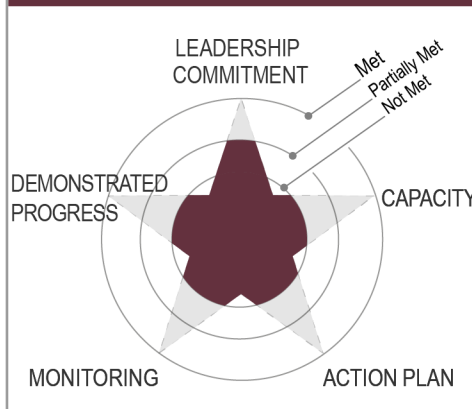 LEADERSHIP
COMMITMENT
Met
Partially Met
Not Met
DEMONSTRATED
PROGRESS
CAPACITY
MONITORING
ACTION PLAN